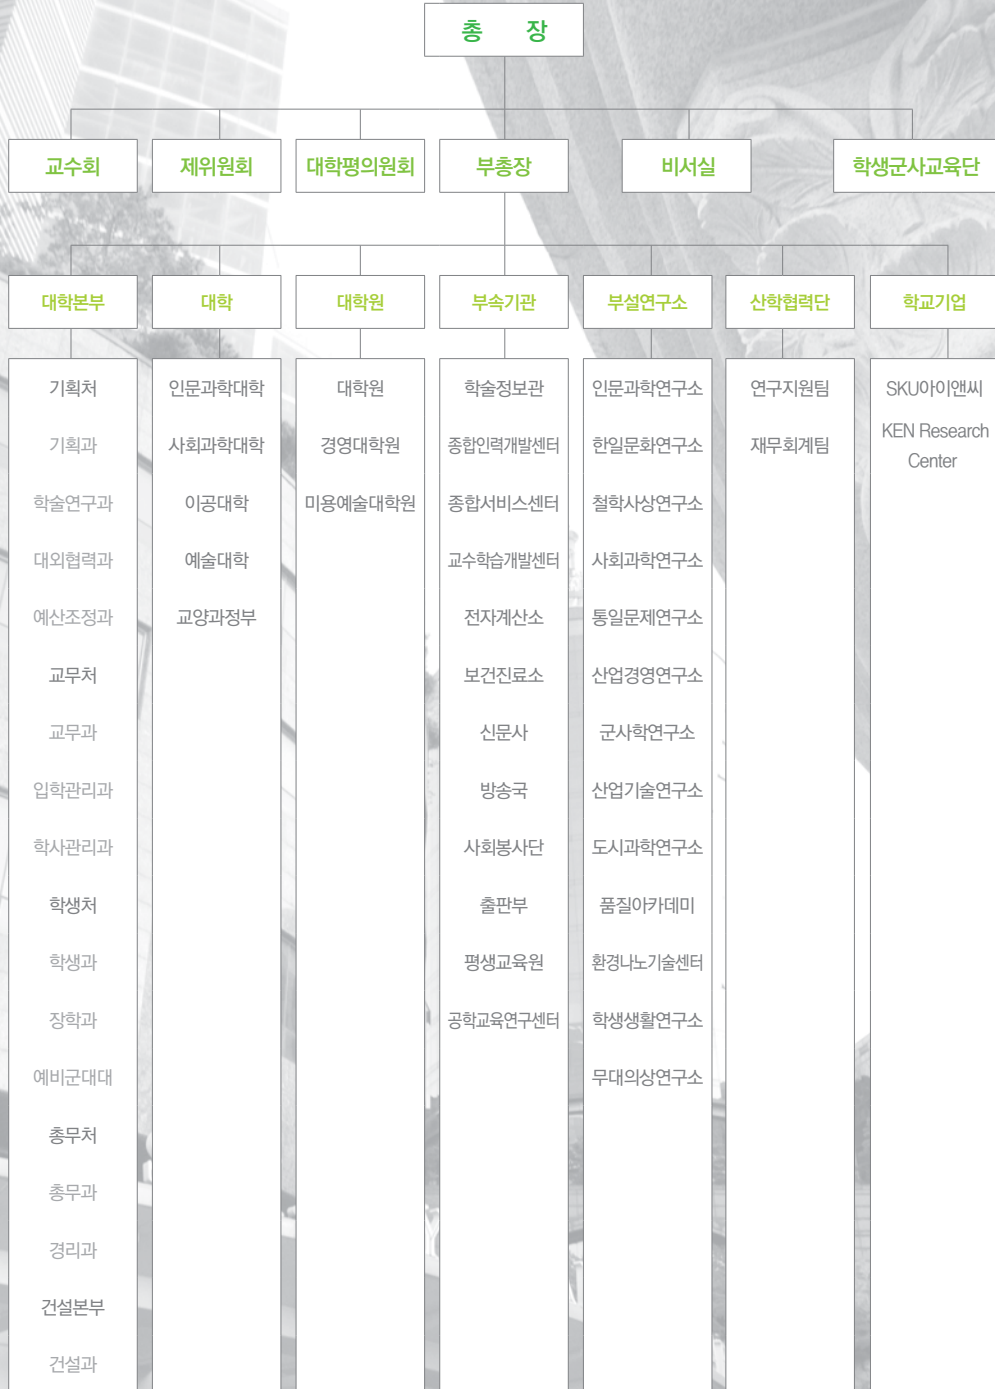 총 장
교수회
제위원회
대학평의원회
부총장
비서실
학생군사교육단
대학본부
대학
대학원
부속기관
부설연구소
산학협력단
학교기업
기획처
기획과
학술연구과
대외협력과
예산조정과
교무처
교무과
입학관리과
학사관리과
학생처
학생과
장학과
예비군대대
총무처
총무과
경리과
건설본부
건설과
인문과학대학
사회과학대학
이공대학
예술대학
교양과정부
대학원
경영대학원
미용예술대학원
학술정보관
종합인력개발센터
종합서비스센터
교수학습개발센터
전자계산소
보건진료소
신문사
방송국
사회봉사단
출판부
평생교육원
공학교육연구센터
인문과학연구소
한일문화연구소
철학사상연구소
사회과학연구소
통일문제연구소
산업경영연구소
군사학연구소
산업기술연구소
도시과학연구소
품질아카데미
환경나노기술센터
학생생활연구소
무대의상연구소
연구지원팀
재무회계팀
SKU아이앤씨
KEN Research
Center